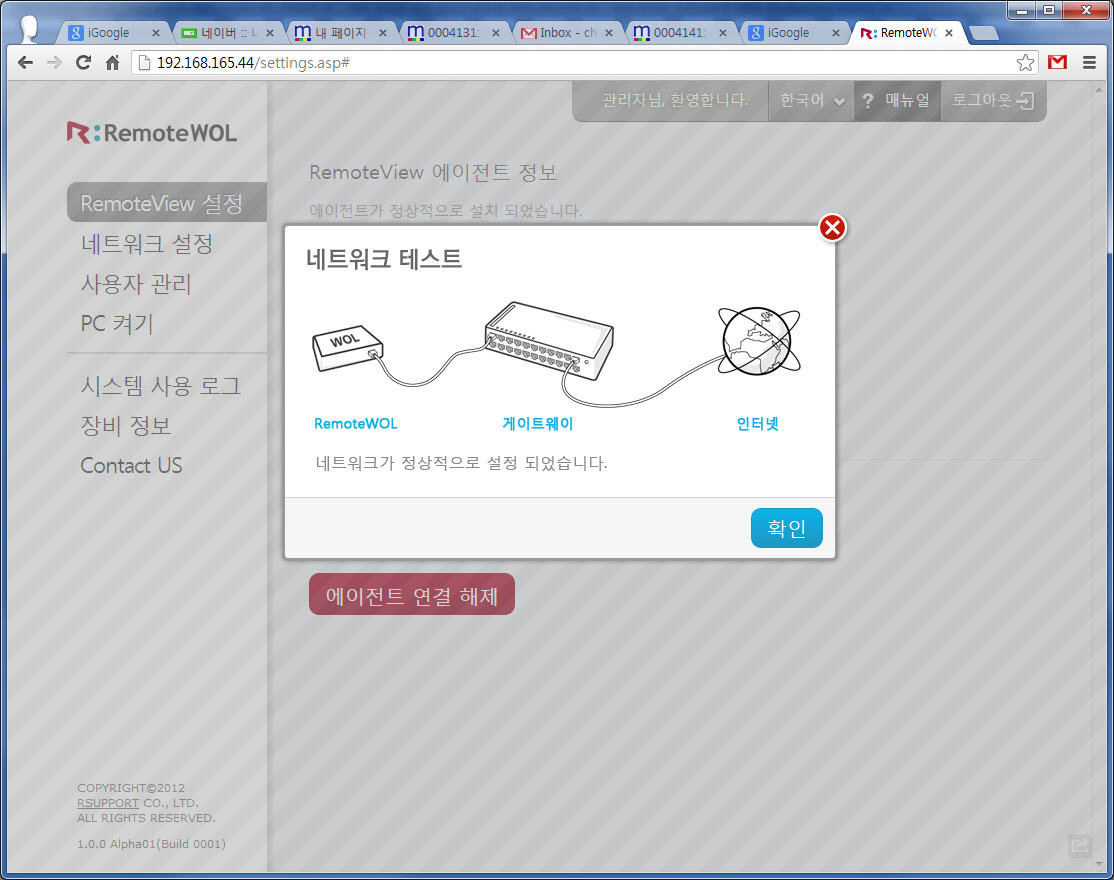 iGoogle
네이버 :: 나
내 페이지
0004131:
Inbox - ch
0004141:
iGoogle
RemoteWO
192.168.165.44/settings.asp#
관리자님, 환영합니다.
한국어
? 매뉴얼
로그아웃
R:RemoteWOL
RemoteView 설정
네트워크 설정
사용자 관리
PC 켜기
시스템 사용 로그
장비 정보
Contact US
RemoteView 에이전트 정보
에이전트가 정상적으로 설치 되었습니다.
네트워크 테스트
WOL
RemoteWOL
게이트웨이
인터넷
네트워크가 정상적으로 설정 되었습니다.
확인
에이전트 연결 해제
COPYRIGHT©2012
RSUPPORT CO., LTD.
ALL RIGHTS RESERVED.
1.0.0 Alpha01(Build 0001)